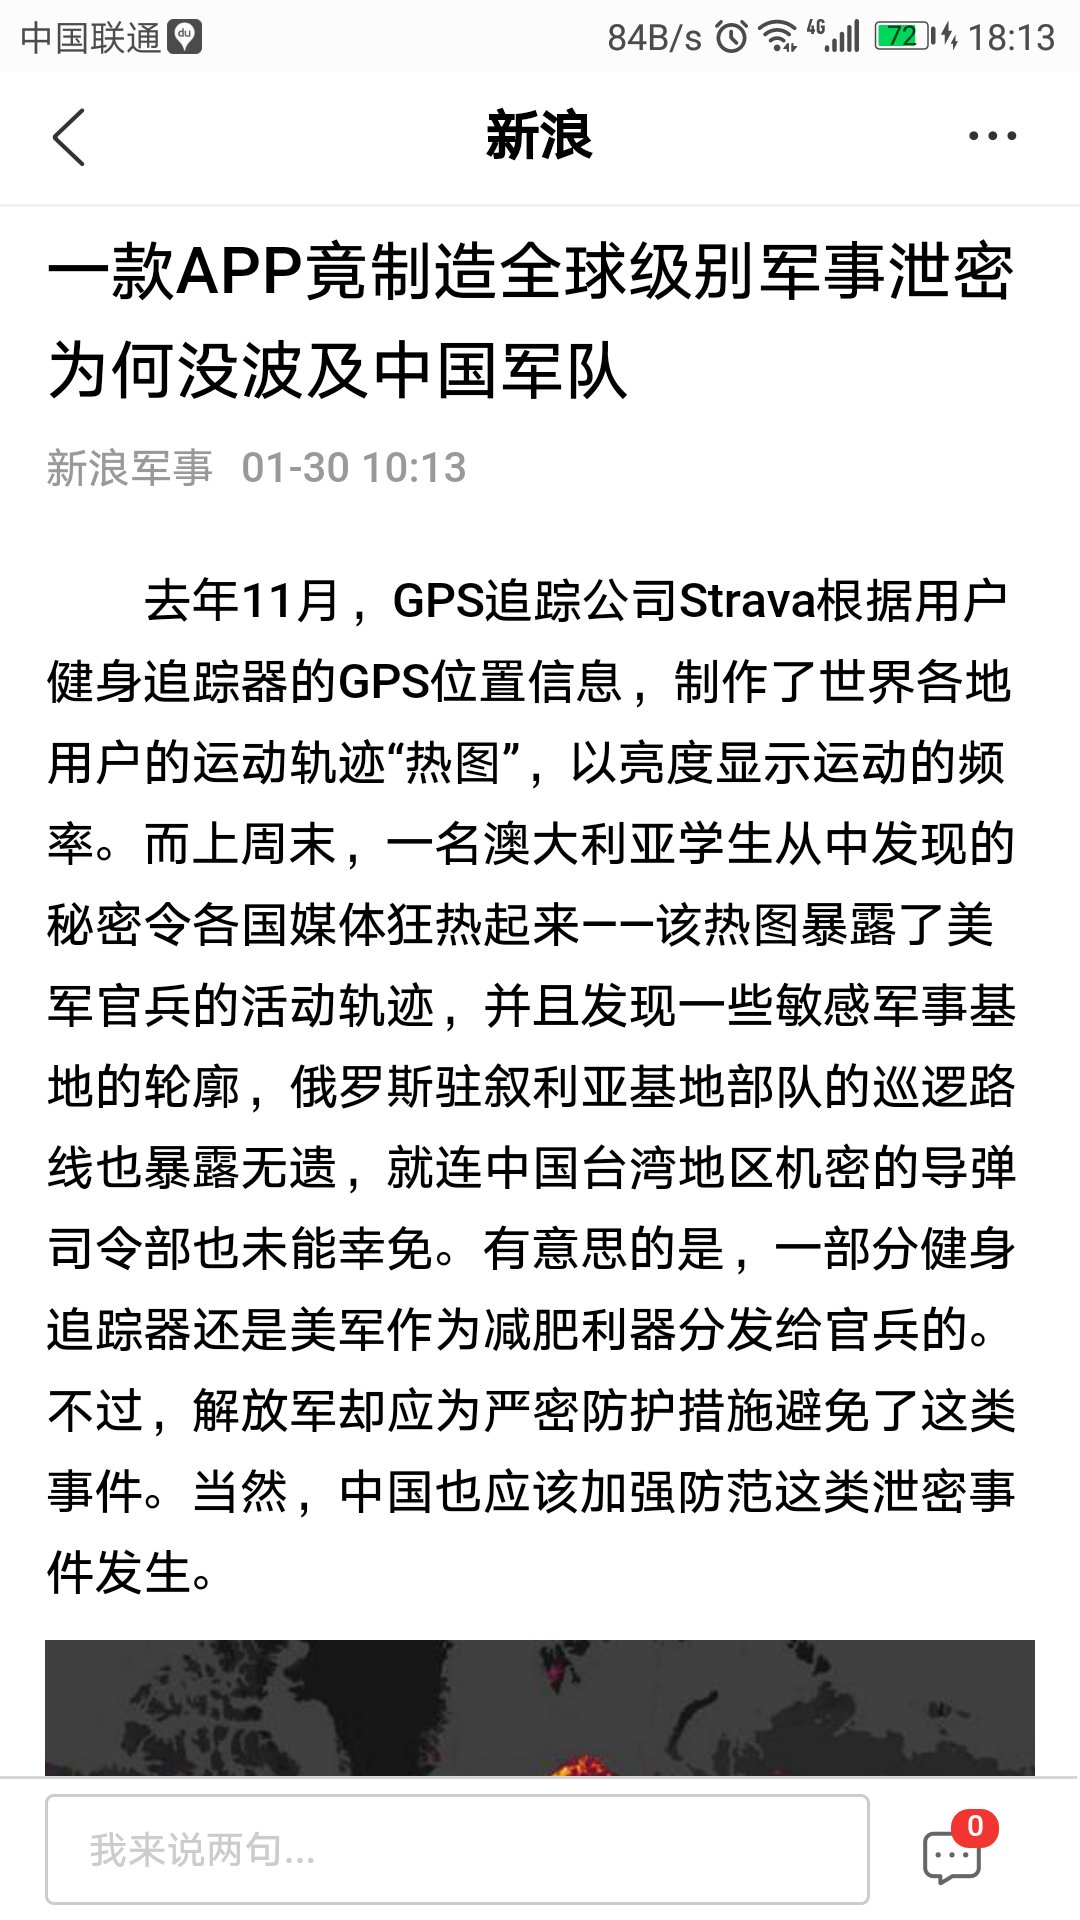 中国联通 du 84B/s 4G 72 18:13
新浪
一款APP竟制造全球级别军事泄密
为何没波及中国军队
新浪军事 01-30 10:13
去年11月，GPS追踪公司Strava根据用户
健身追踪器的GPS位置信息，制作了世界各地
用户的运动轨迹“热图”，以亮度显示运动的频
率。而上周末，一名澳大利亚学生从中发现的
秘密令各国媒体狂热起来——该热图暴露了美
军官兵的活动轨迹，并且发现一些敏感军事基
地的轮廓，俄罗斯驻叙利亚基地部队的巡逻路
线也暴露无遗，就连中国台湾地区机密的导弹
司令部也未能幸免。有意思的是，一部分健身
追踪器还是美军作为减肥利器分发给官兵的。
不过，解放军却应为严密防护措施避免了这类
事件。当然，中国也应该加强防范这类泄密事
件发生。
我来说两句... 0